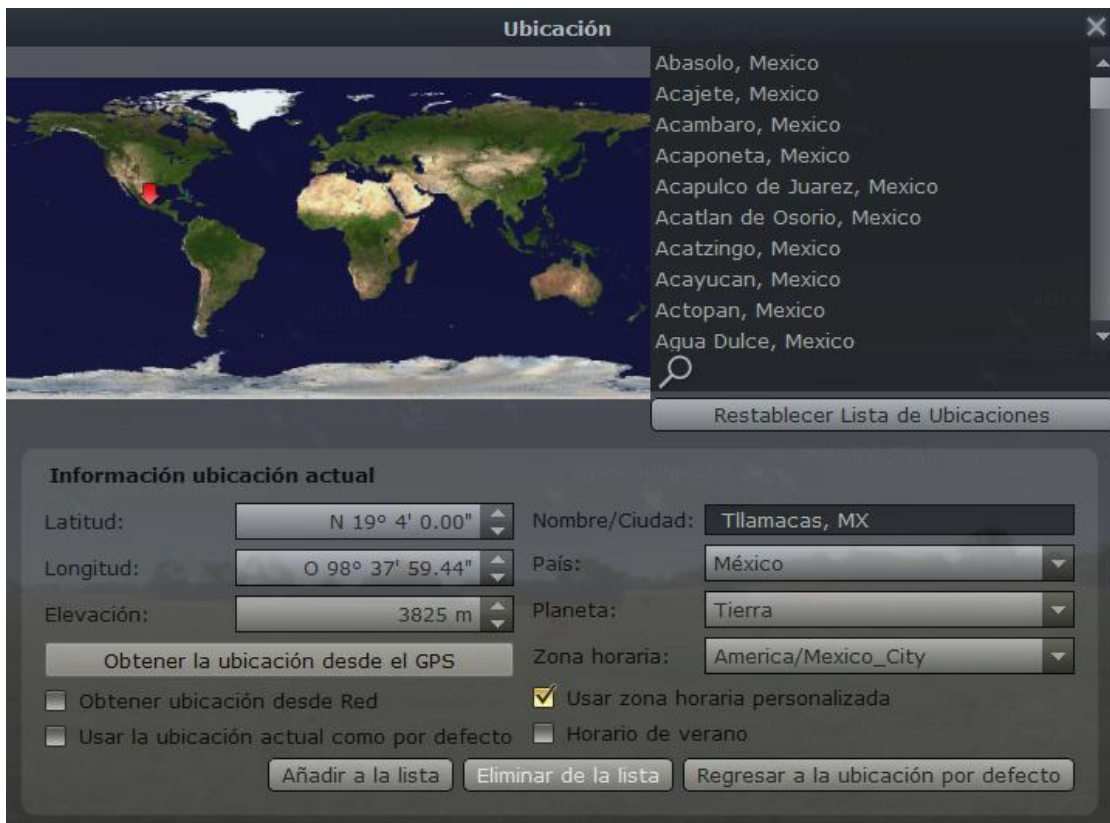 Ubicación
Abasolo, Mexico
Acajete, Mexico
Acambaro, Mexico
Acaponeta, Mexico
Acapulco de Juarez, Mexico
Acatlan de Osorio, Mexico
Acatzingo, Mexico
Acayucan, Mexico
Actopan, Mexico
Agua Dulce, Mexico
Restablecer Lista de Ubicaciones
Información ubicación actual
Latitud: N 19° 4' 0.00" Nombre/Ciudad: Tllamacas, MX
Longitud: O 98° 37' 59.44" País: México
Elevación: 3825 m Planeta: Tierra
Obtener la ubicación desde el GPS Zona horaria: America/Mexico_City
Obtener ubicación desde Red Usar zona horaria personalizada
Usar la ubicación actual como por defecto Horario de verano
Añadir a la lista Eliminar de la lista Regresar a la ubicación por defecto